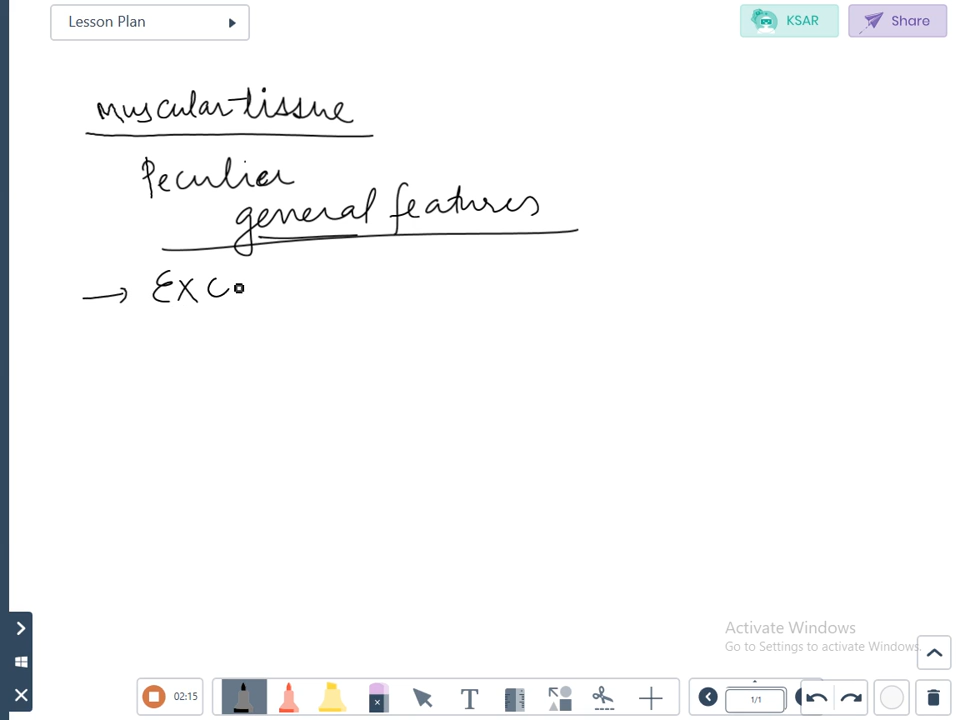 Lesson Plan
KSAR
Share
Muscular tissue
Peculier
general features
→ Exc
Activate Windows
Go to Settings to activate Windows.
02:15
T
1/1